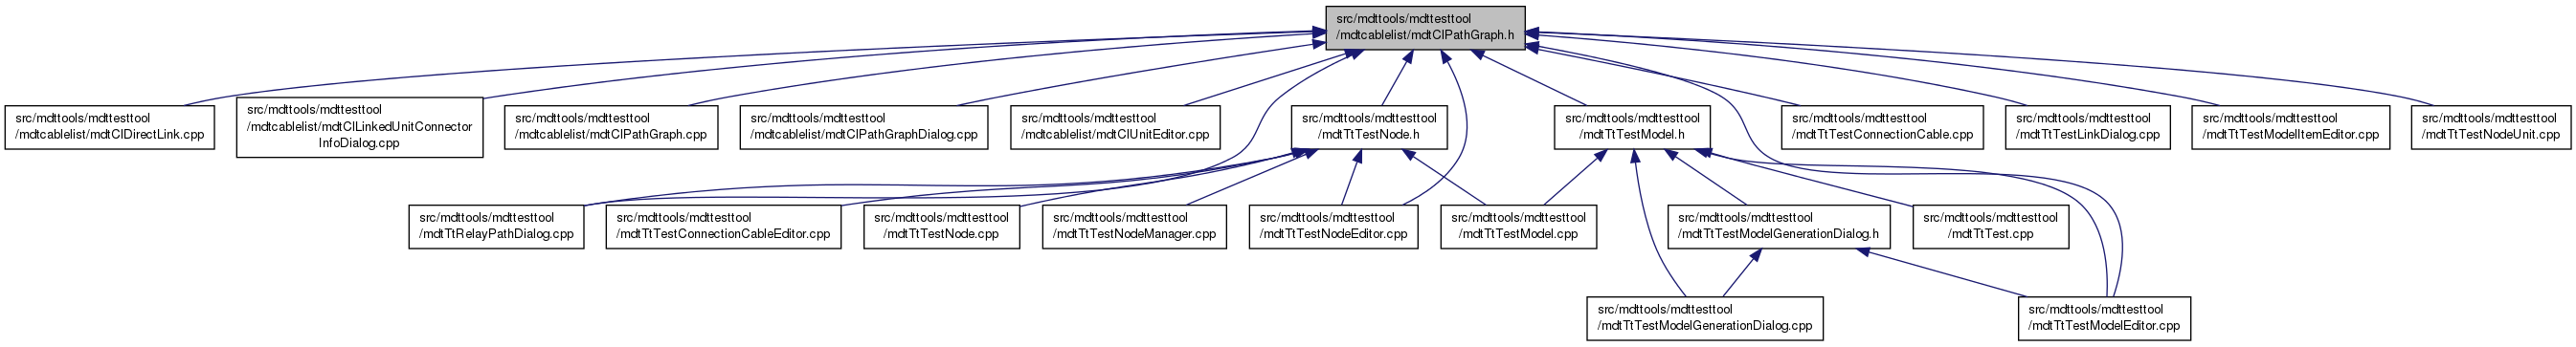 src/mdttools/mdttesttool
/mdtcablelist/mdtClPathGraph.h
src/mdttools/mdttesttool
/mdtcablelist/mdtClDirectLink.cpp
src/mdttools/mdttesttool
/mdtcablelist/mdtClLinkedUnitConnector
InfoDialog.cpp
src/mdttools/mdttesttool
/mdtcablelist/mdtClPathGraph.cpp
src/mdttools/mdttesttool
/mdtcablelist/mdtClPathGraphDialog.cpp
src/mdttools/mdttesttool
/mdtcablelist/mdtClUnitEditor.cpp
src/mdttools/mdttesttool
/mdtTtTestNode.h
src/mdttools/mdttesttool
/mdtTtTestModel.h
src/mdttools/mdttesttool
/mdtTtTestConnectionCable.cpp
src/mdttools/mdttesttool
/mdtTtTestLinkDialog.cpp
src/mdttools/mdttesttool
/mdtTtTestModelItemEditor.cpp
src/mdttools/mdttesttool
/mdtTtTestNodeUnit.cpp
src/mdttools/mdttesttool
/mdtTtRelayPathDialog.cpp
src/mdttools/mdttesttool
/mdtTtTestConnectionCableEditor.cpp
src/mdttools/mdttesttool
/mdtTtTestNode.cpp
src/mdttools/mdttesttool
/mdtTtTestNodeManager.cpp
src/mdttools/mdttesttool
/mdtTtTestNodeEditor.cpp
src/mdttools/mdttesttool
/mdtTtTestModel.cpp
src/mdttools/mdttesttool
/mdtTtTestModelGenerationDialog.h
src/mdttools/mdttesttool
/mdtTtTest.cpp
src/mdttools/mdttesttool
/mdtTtTestModelGenerationDialog.cpp
src/mdttools/mdttesttool
/mdtTtTestModelEditor.cpp